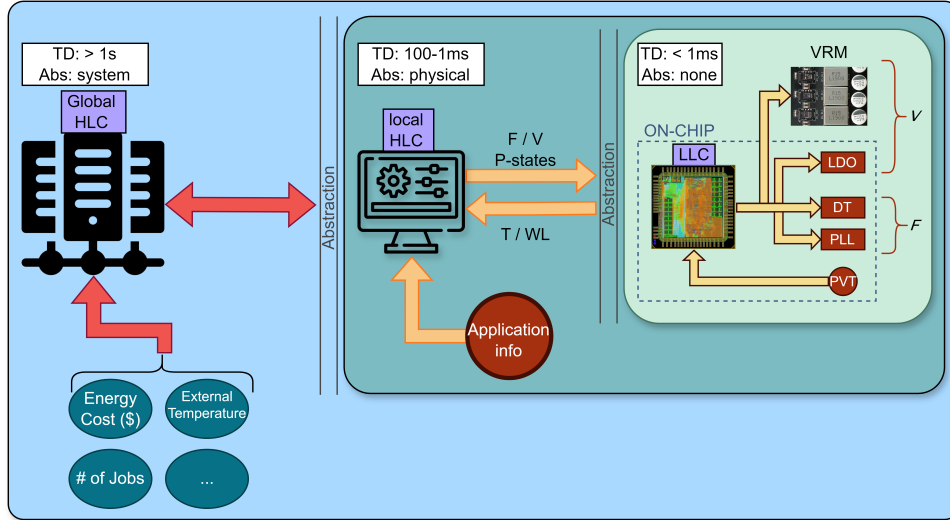 TD: > 1s
Abs: system
Global
HLC
Energy
Cost ($)
External
Temperature
# of Jobs
...
Abstraction
TD: 100-1ms
Abs: physical
local
HLC
F / V
P-states
T / WL
Application
info
Abstraction
TD: < 1ms
Abs: none
VRM
ON-CHIP
LLC
LDO
DT
PLL
PVT
V
F